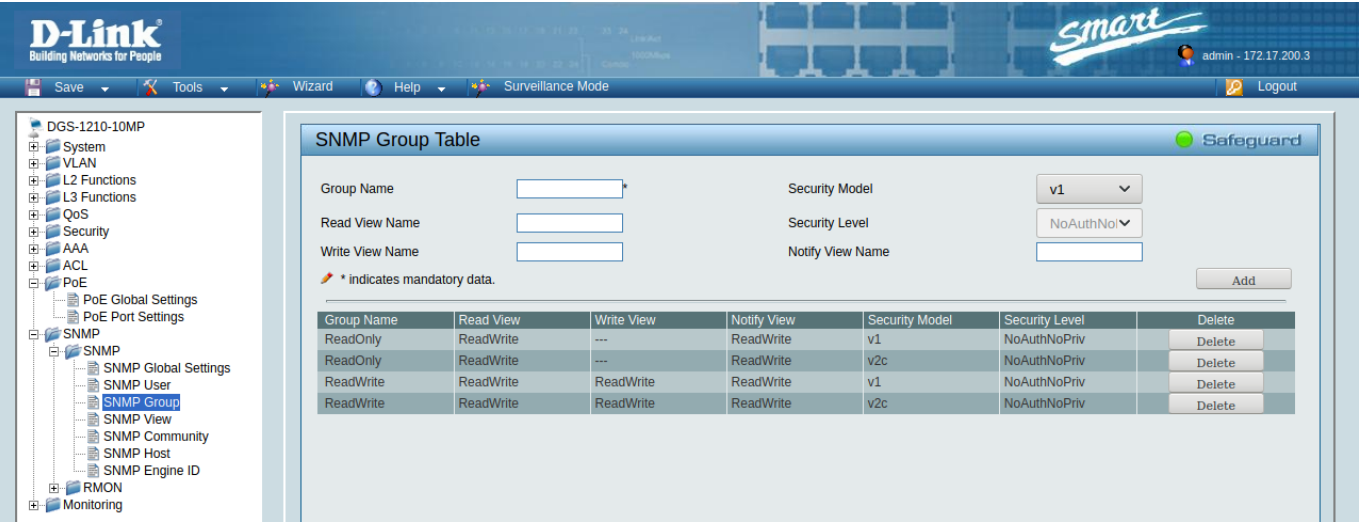 D-Link
Building Networks for People
smart
admin - 172.17.200.3
Save Tools Wizard Help Surveillance Mode Logout
DGS-1210-10MP
System
VLAN
L2 Functions
L3 Functions
QoS
Security
AAA
ACL
PoE
PoE Global Settings
PoE Port Settings
SNMP
SNMP
SNMP Global Settings
SNMP User
SNMP Group
SNMP View
SNMP Community
SNMP Host
SNMP Engine ID
RMON
Monitoring
SNMP Group Table Safeguard
Group Name * Security Model v1
Read View Name Security Level NoAuthNo
Write View Name Notify View Name
* indicates mandatory data. Add
Group Name Read View Write View Notify View Security Model Security Level Delete
ReadOnly ReadWrite --- ReadWrite v1 NoAuthNoPriv Delete
ReadOnly ReadWrite --- ReadWrite v2c NoAuthNoPriv Delete
ReadWrite ReadWrite ReadWrite ReadWrite v1 NoAuthNoPriv Delete
ReadWrite ReadWrite ReadWrite ReadWrite v2c NoAuthNoPriv Delete